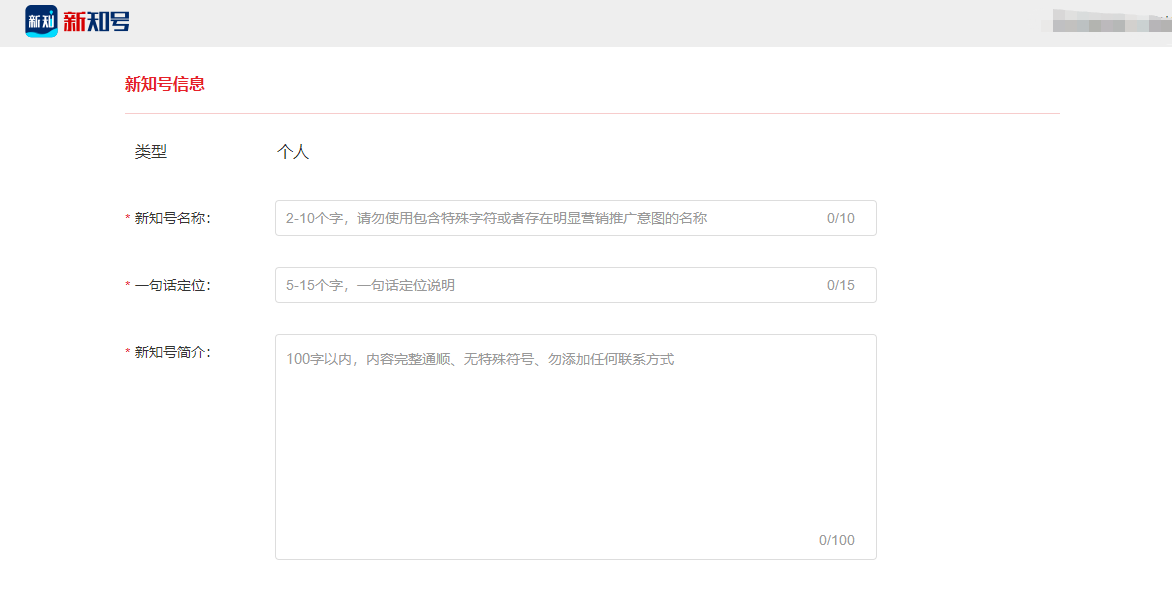 新知 新知号
新知号信息
类型 个人
* 新知号名称： 2-10个字，请勿使用包含特殊字符或者存在明显营销推广意图的名称 0/10
* 一句话定位： 5-15个字，一句话定位说明 0/15
* 新知号简介： 100字以内，内容完整通顺、无特殊符号、勿添加任何联系方式
0/100